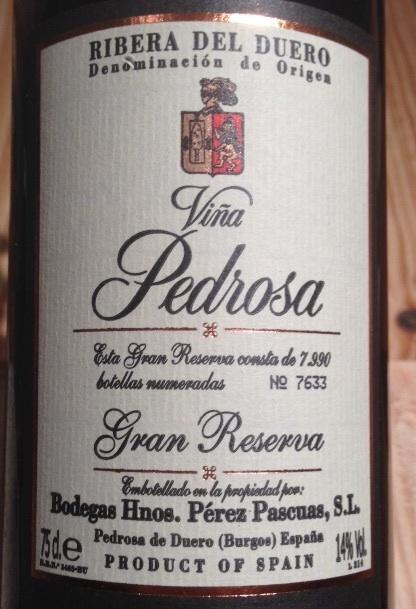 RIBERA DEL DUERO
Denominación de Origen
Viña
Pedrosa
Esta Gran Reserva consta de 7.990
botellas numeradas Nº 7633
Gran Reserva
Embotellado en la propiedad por:
Bodegas Hnos. Pérez Pascuas, S.L.
75 cl. e Pedrosa de Duero (Burgos) España 14% Vol.
PRODUCT OF SPAIN